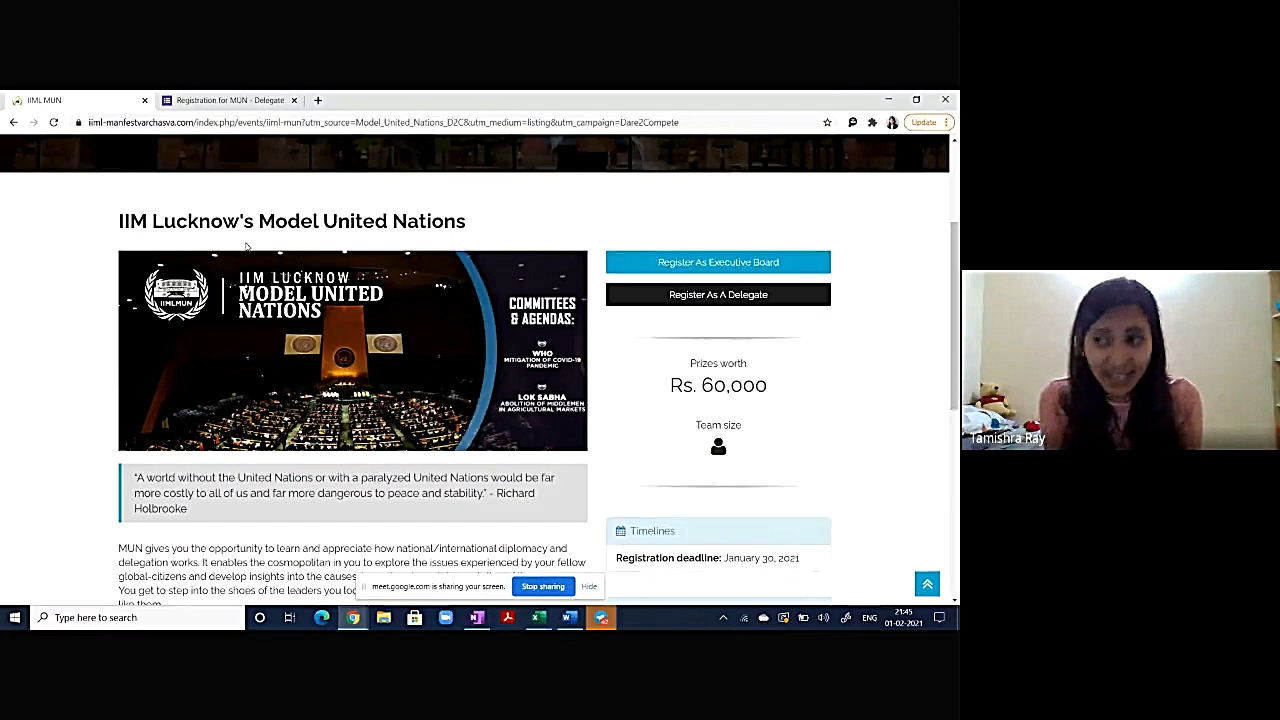 IIML MUN
Registration for MUN - Delegate
iiml-manfestvarchasva.com/index.php/events/iiml-mun?utm_source=Model_United_Nations_D2C&utm_medium=listing&utm_campaign=Dare2Compete
Update
IIM Lucknow's Model United Nations
IIMLMUN
IIM LUCKNOW
MODEL UNITED
NATIONS
COMMITTEES
& AGENDAS:
WHO
MITIGATION OF COVID-19
PANDEMIC
LOK SABHA
ABOLITION OF MIDDLEMEN
IN AGRICULTURAL MARKETS
Register As Executive Board
Register As A Delegate
Prizes worth
Rs. 60,000
Team size
"A world without the United Nations or with a paralyzed United Nations would be far
more costly to all of us and far more dangerous to peace and stability." - Richard
Holbrooke
Timelines
Registration deadline: January 30, 2021
MUN gives you the opportunity to learn and appreciate how national/international diplomacy and
delegation works. It enables the cosmopolitan in you to explore the issues experienced by your fellow
global-citizens and develop insights into the causes
You get to step into the shoes of the leaders you
like them
meet.google.com is sharing your screen.
Stop sharing
Hide
Tamishra Ray
Type here to search
ENG
21:45
01-02-2021